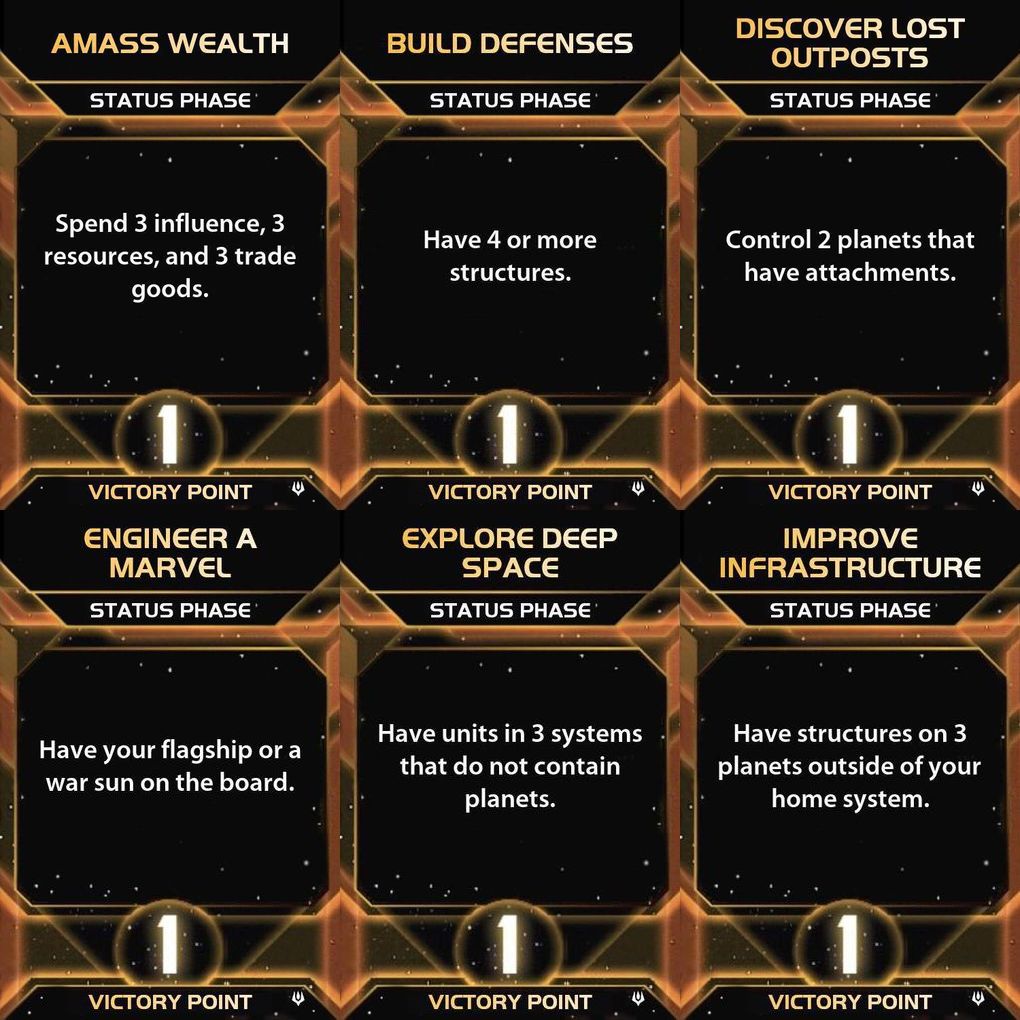 AMASS WEALTH
STATUS PHASE
Spend 3 influence, 3
resources, and 3 trade
goods.
1
VICTORY POINT
BUILD DEFENSES
STATUS PHASE
Have 4 or more
structures.
1
VICTORY POINT
DISCOVER LOST
OUTPOSTS
STATUS PHASE
Control 2 planets that
have attachments.
1
VICTORY POINT
ENGINEER A
MARVEL
STATUS PHASE
Have your flagship or a
war sun on the board.
1
VICTORY POINT
EXPLORE DEEP
SPACE
STATUS PHASE
Have units in 3 systems
that do not contain
planets.
1
VICTORY POINT
IMPROVE
INFRASTRUCTURE
STATUS PHASE
Have structures on 3
planets outside of your
home system.
1
VICTORY POINT